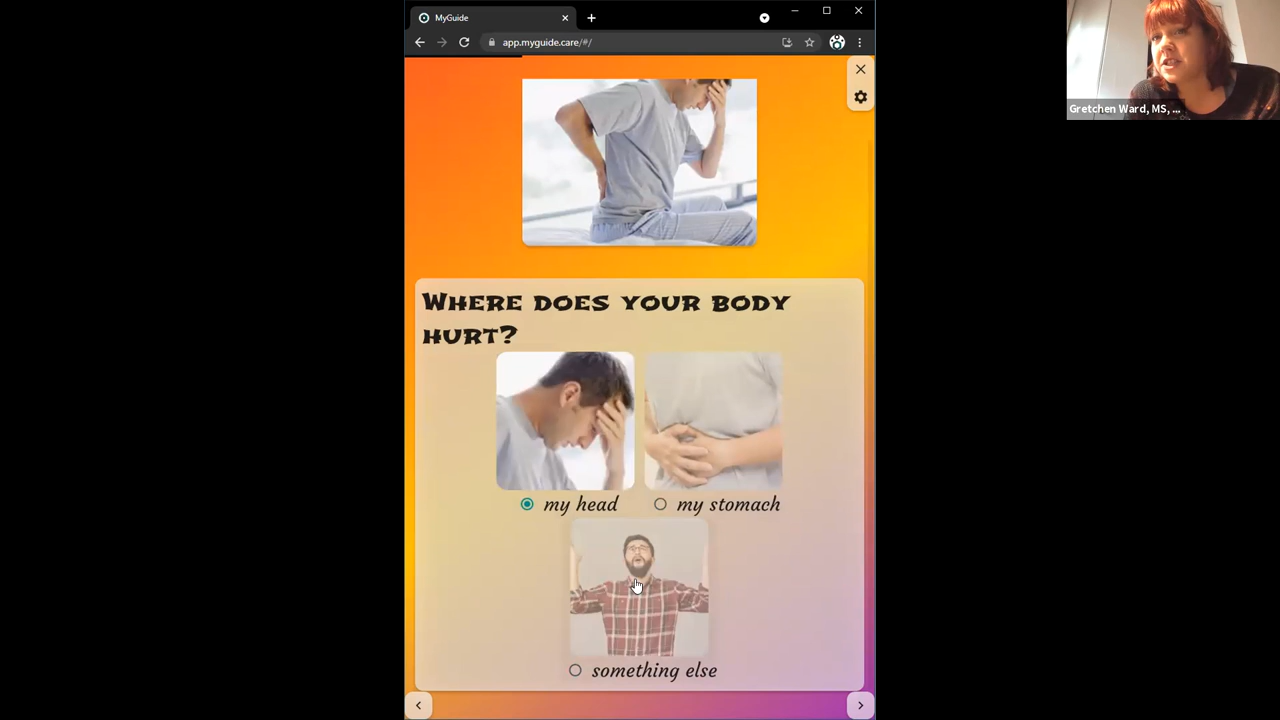 MyGuide
app.myguide.care/#/
Gretchen Ward, MS, ...
Where does your body
hurt?
my head
my stomach
something else